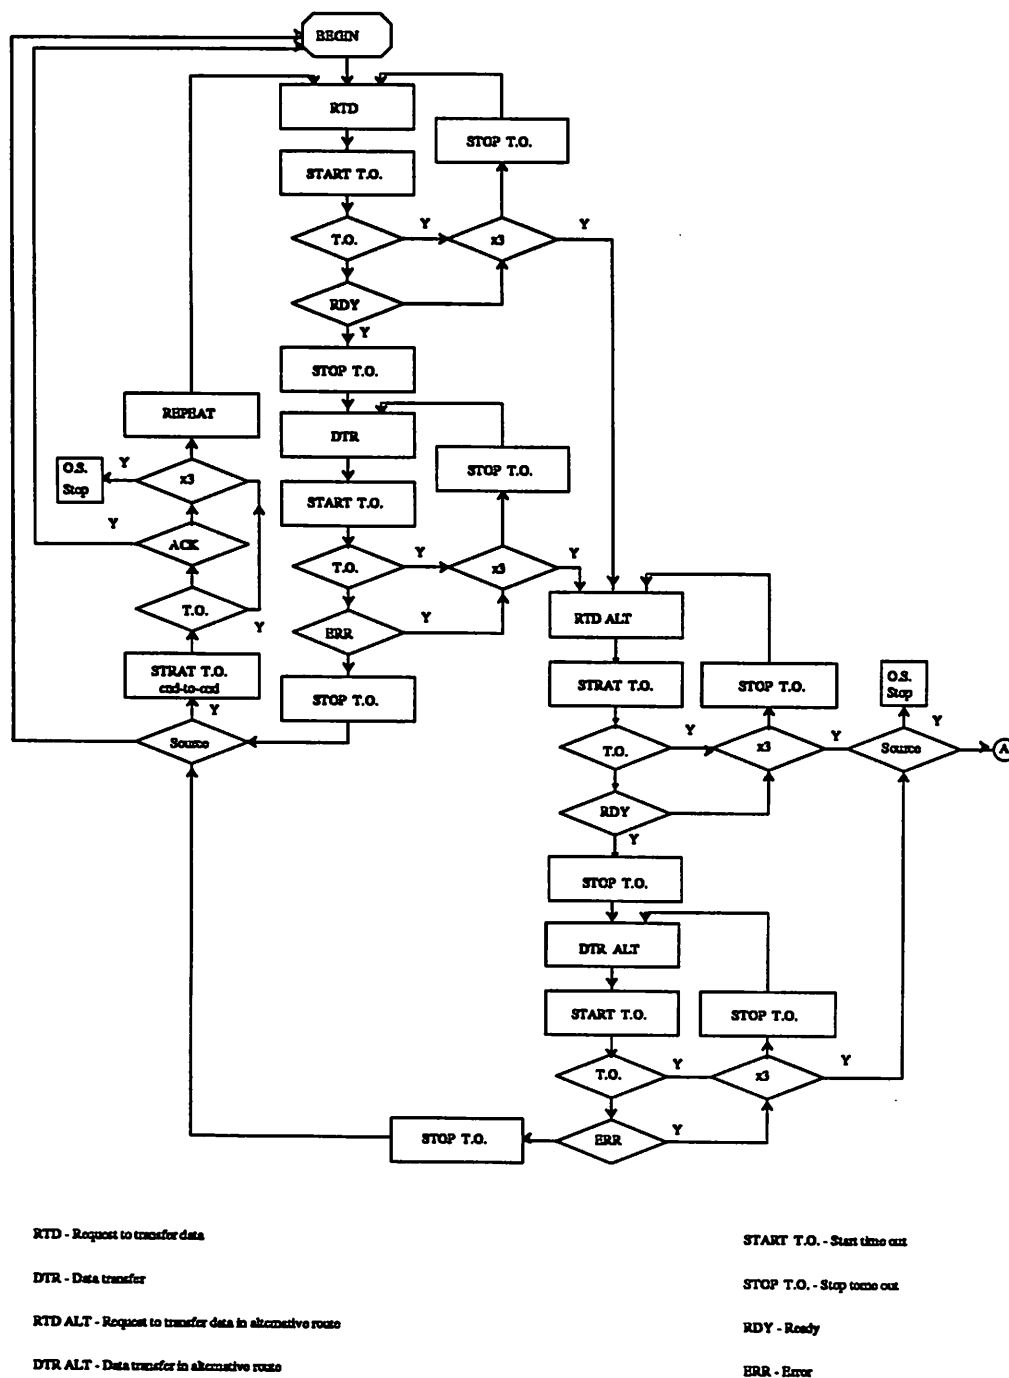 BEGIN
RTD
STOP T.O.
START T.O.
Y
Y
T.O.
x3
RDY
Y
STOP T.O.
REPEAT
DTR
Y
O.S.
Stop
x3
STOP T.O.
START T.O.
Y
ACK
Y
Y
T.O.
x3
T.O.
Y
RTD ALT
ERR
Y
STRAT T.O.
end-to-end
Y
STOP T.O.
STRAT T.O.
STOP T.O.
O.S.
Stop
Y
Source
Y
T.O.
x3
Y
Source
A
RDY
Y
STOP T.O.
DTR ALT
START T.O.
STOP T.O.
T.O.
Y
x3
Y
STOP T.O.
ERR
Y
RTD - Request to transfer data
START T.O. - Start time out
DTR - Data transfer
STOP T.O. - Stop tome out
RTD ALT - Request to transfer data in alternative route
RDY - Ready
DTR ALT - Data transfer in alternative route
ERR - Error